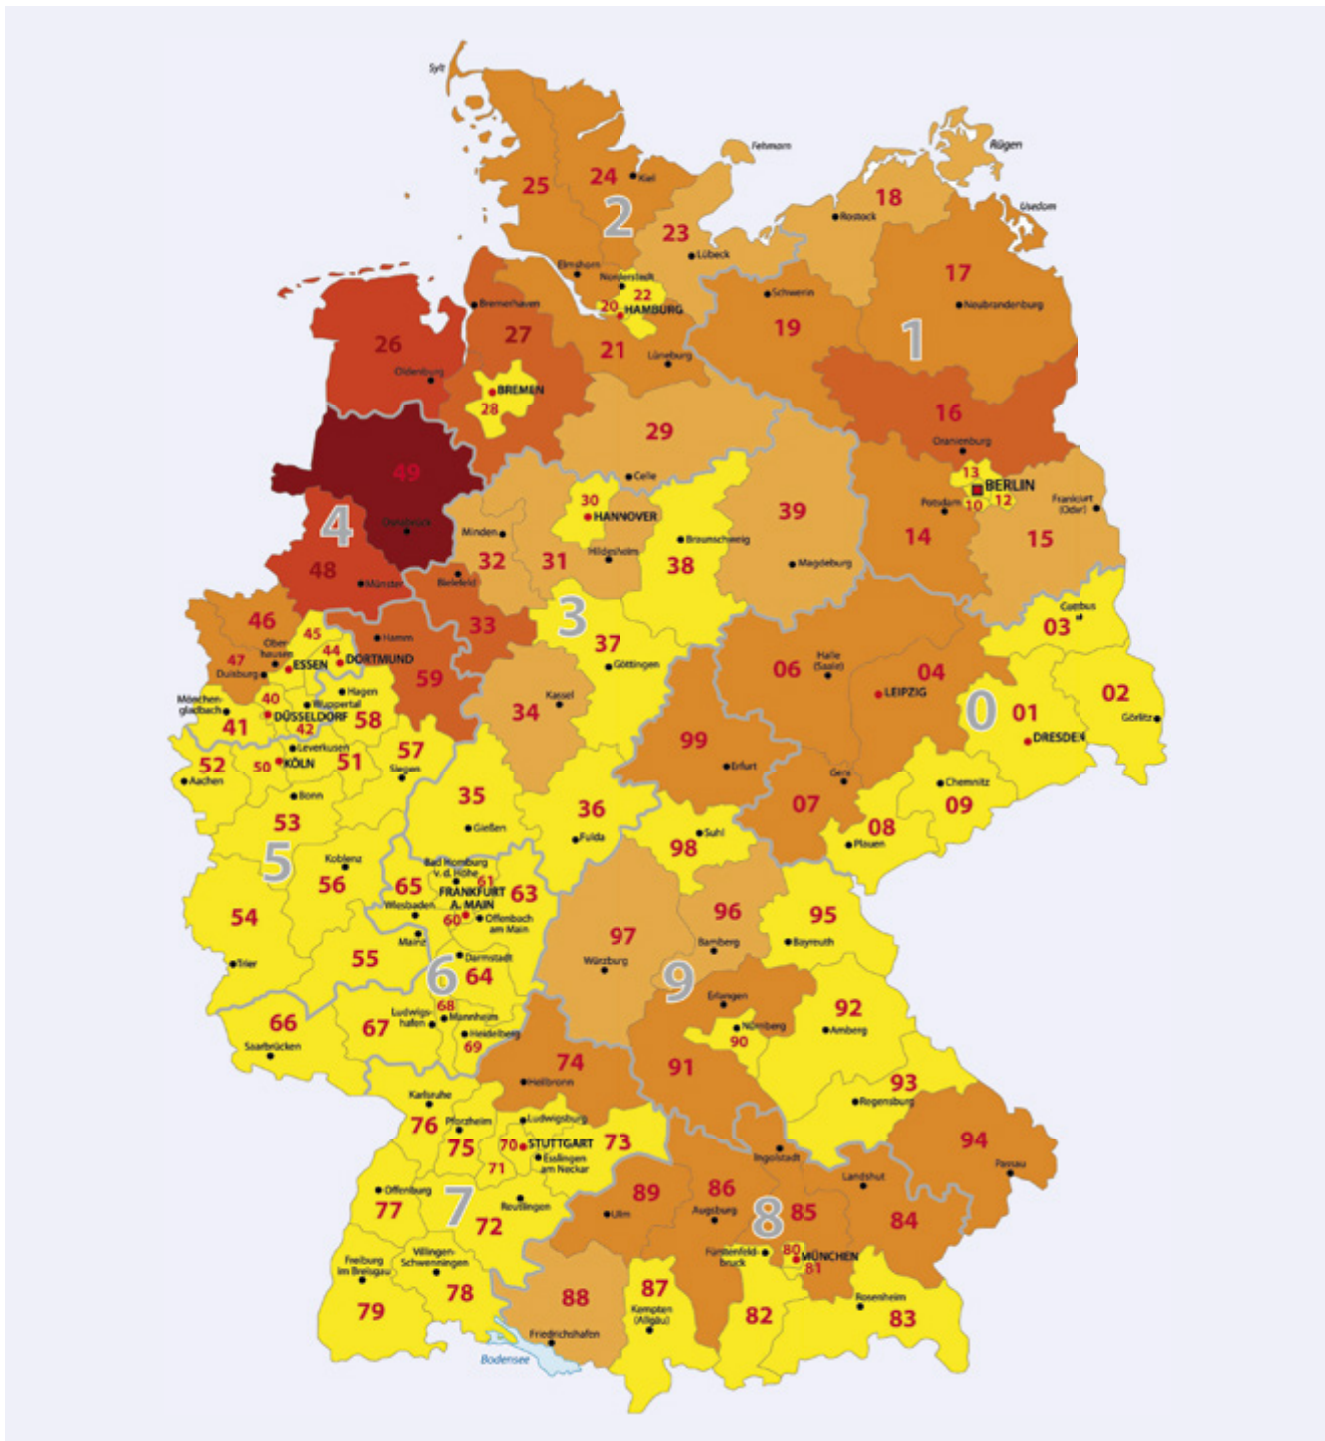 Sylt
Fehmarn
Rügen
25
24
Kiel
2
18
Rostock
Usedom
23
Lübeck
17
Elmshorn
Norderstedt
22
20
HAMBURG
Schwerin
Neubrandenburg
Bremerhaven
19
1
27
26
21
Lüneburg
Oldenburg
BREMEN
28
16
29
Oranienburg
49
Celle
13
BERLIN
30
HANNOVER
39
Potsdam
10
12
Frankfurt
(Oder)
4
Osnabrück
Minden
Braunschweig
14
15
32
31
Hildesheim
38
Magdeburg
48
Münster
Bielefeld
46
45
3
Cottbus
03
Ober-
hausen
44
Hamm
33
37
Göttingen
47
ESSEN
DORTMUND
Duisburg
59
06
Halle
(Saale)
04
LEIPZIG
02
Mönchen-
gladbach
40
Hagen
Wuppertal
Kassel
0
01
Görlitz
41
DÜSSELDORF
42
58
34
DRESDEN
52
Leverkusen
57
99
50
KÖLN
51
Siegen
Erfurt
Gera
Aachen
Bonn
35
36
07
Chemnitz
09
53
Gießen
Fulda
Suhl
08
98
Plauen
5
Koblenz
Bad Homburg
v. d. Höhe
61
56
65
FRANKFURT
A. MAIN
63
54
Wiesbaden
60
Offenbach
am Main
96
95
97
Mainz
Bamberg
Bayreuth
Trier
55
Darmstadt
Würzburg
6
64
9
Erlangen
66
67
Ludwigs-
hafen
68
Mannheim
92
Saarbrücken
Heidelberg
Nürnberg
Amberg
69
90
74
91
Heilbronn
93
Karlsruhe
Regensburg
76
Pforzheim
Ludwigsburg
75
70
STUTTGART
73
94
71
Esslingen
am Neckar
Ingolstadt
Passau
Landshut
Offenburg
89
86
77
7
Reutlingen
Ulm
Augsburg
8
85
84
72
Freiburg
im Breisgau
Villingen-
Schwenningen
Fürstenfeld-
bruck
80
MÜNCHEN
81
79
78
88
87
Kempten
(Allgäu)
82
Rosenheim
83
Friedrichshafen
Bodensee